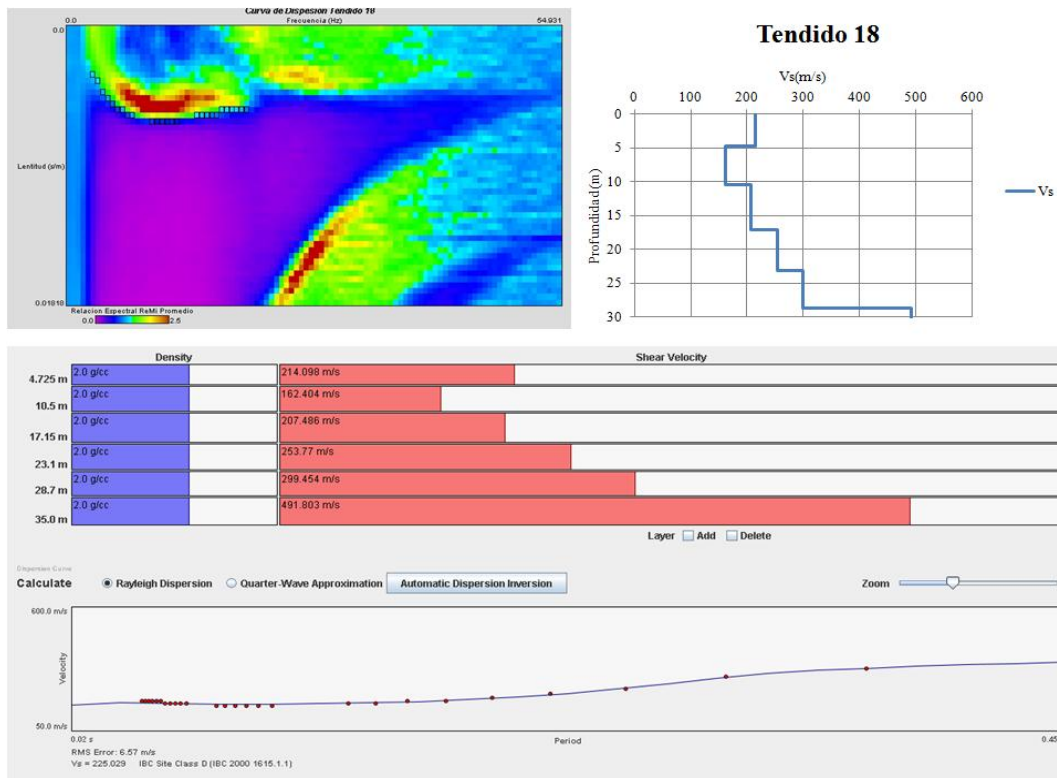 Curva de Dispesión Tendido 18
0.0 Frecuencia (Hz) 54.931
0.0
Lentitud (s/m)
0.01818
Relacion Espectral ReMi Promedio
0.0 2.5
Tendido 18
Vs(m/s)
0 100 200 300 400 500 600
0
5
10
15
20
25
30
Profundidad(m)
Vs
Density Shear Velocity
4.725 m 2.0 g/cc 214.098 m/s
10.5 m 2.0 g/cc 162.404 m/s
17.15 m 2.0 g/cc 207.486 m/s
23.1 m 2.0 g/cc 253.77 m/s
28.7 m 2.0 g/cc 299.454 m/s
35.0 m 2.0 g/cc 491.803 m/s
Layer Add Delete
Dispersion Curve
Calculate Rayleigh Dispersion Quarter-Wave Approximation Automatic Dispersion Inversion Zoom
600.0 m/s
Velocity
50.0 m/s
0.02 s Period 0.45
RMS Error: 6.57 m/s
Vs = 225.029 IBC Site Class D (IBC 2000 1615.1.1)